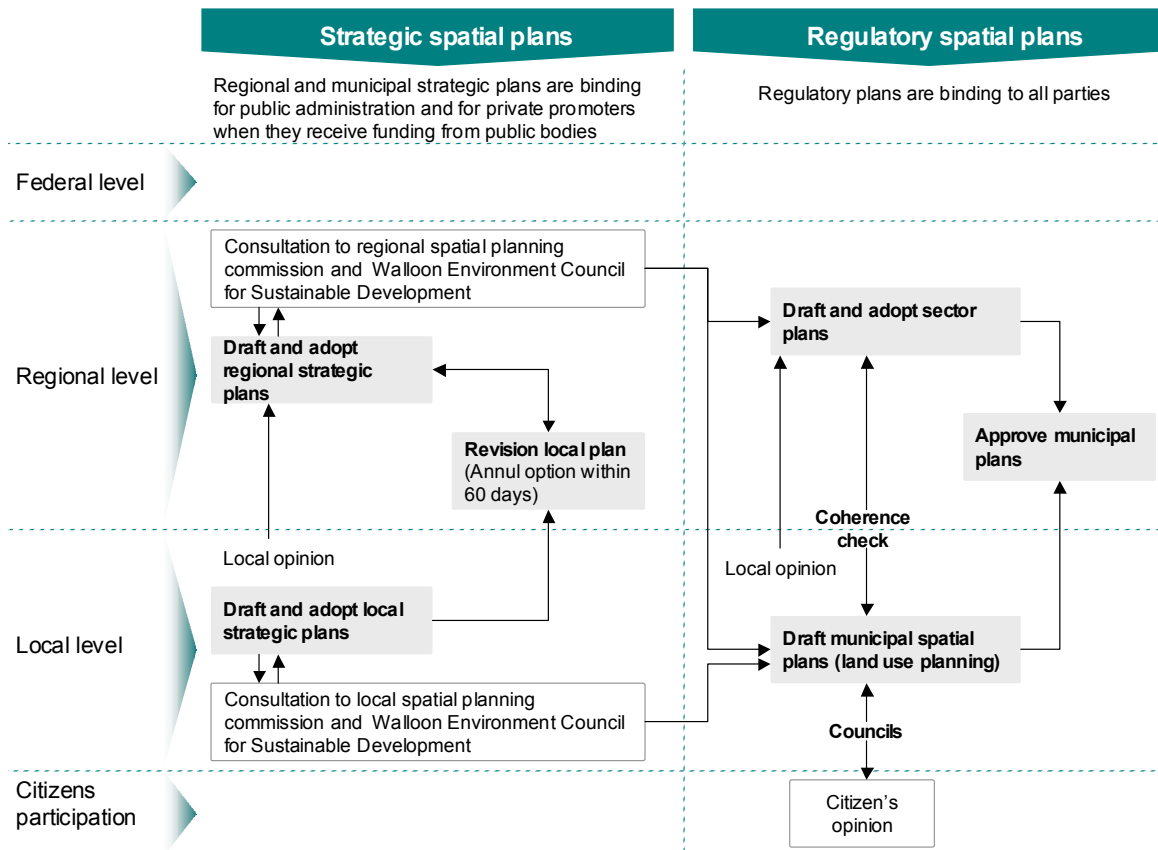 Strategic spatial plans
Regulatory spatial plans
Regional and municipal strategic plans are binding
for public administration and for private promoters
when they receive funding from public bodies
Regulatory plans are binding to all parties
Federal level
Regional level
Consultation to regional spatial planning
commission and Walloon Environment Council
for Sustainable Development
Draft and adopt
regional strategic
plans
Revision local plan
(Annul option within
60 days)
Draft and adopt sector
plans
Approve municipal
plans
Coherence
check
Local opinion
Local opinion
Local level
Draft and adopt local
strategic plans
Consultation to local spatial planning
commission and Walloon Environment Council
for Sustainable Development
Draft municipal spatial
plans (land use planning)
Councils
Citizens
participation
Citizen's
opinion